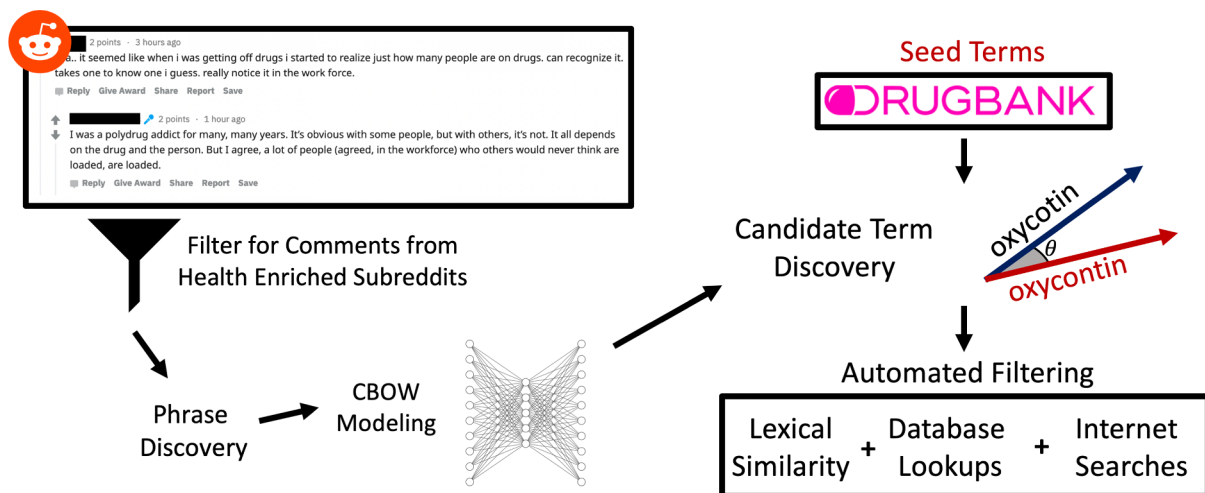 2 points · 3 hours ago
it seemed like when i was getting off drugs i started to realize just how many people are on drugs. can recognize it.
takes one to know one i guess. really notice it in the work force.
Reply Give Award Share Report Save
2 points · 1 hour ago
I was a polydrug addict for many, many years. It's obvious with some people, but with others, it's not. It all depends
on the drug and the person. But I agree, a lot of people (agreed, in the workforce) who others would never think are
loaded, are loaded.
Reply Give Award Share Report Save
Filter for Comments from
Health Enriched Subreddits
Phrase
Discovery
CBOW
Modeling
Seed Terms
DRUGBANK
Candidate Term
Discovery
oxycotin
θ
oxycontin
Automated Filtering
Lexical
Similarity
+
Database
Lookups
+
Internet
Searches